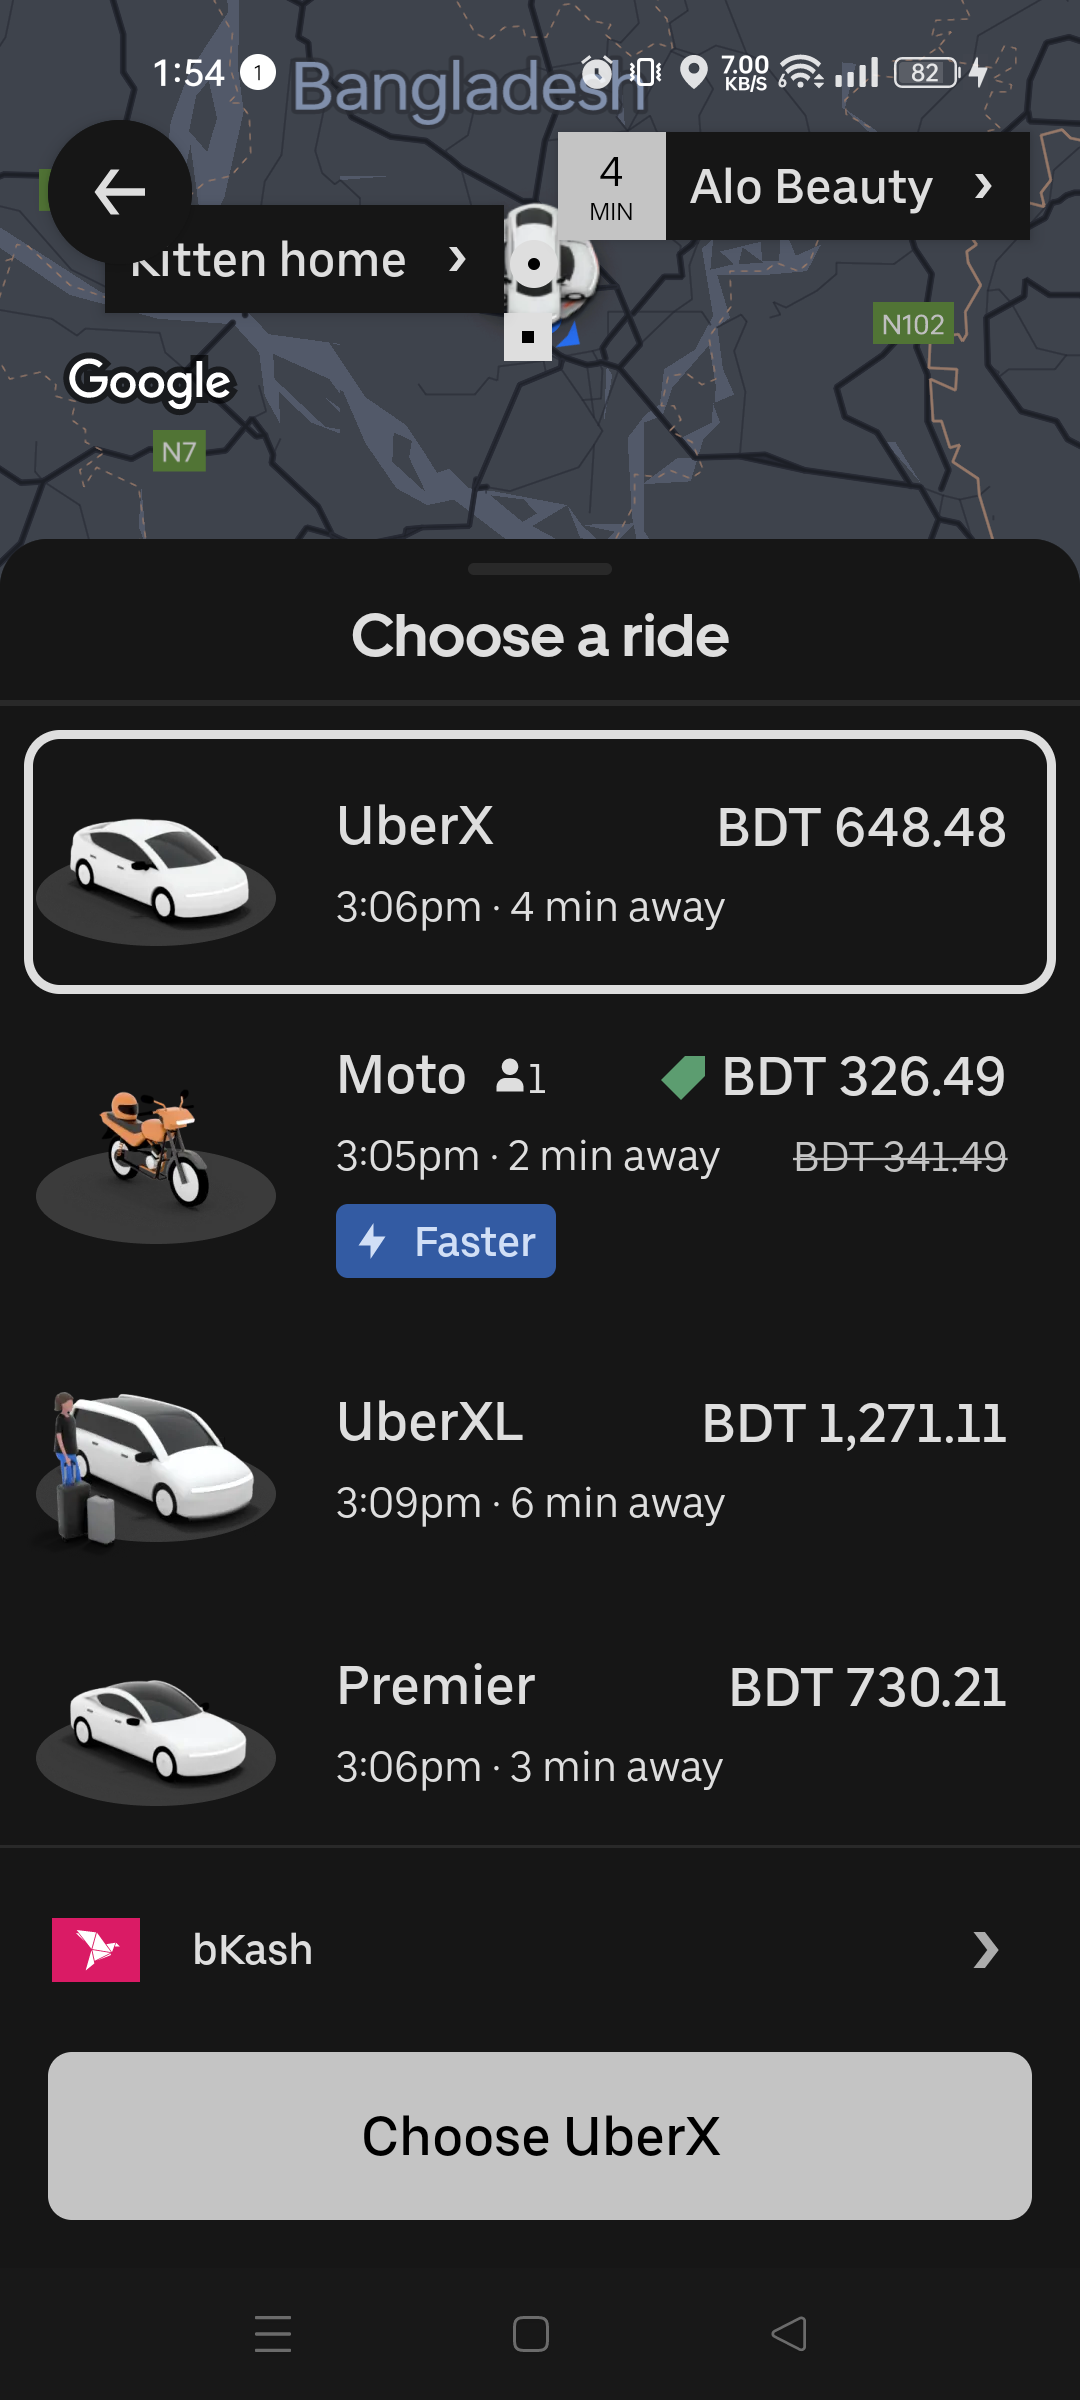 1:54 1
7.00 KB/S 6 82
Bangladesh
4 MIN
Alo Beauty
Kitten home
N102
Google
N7
Choose a ride
UberX BDT 648.48
3:06pm · 4 min away
Moto 1 BDT 326.49
3:05pm · 2 min away BDT 341.49
Faster
UberXL BDT 1,271.11
3:09pm · 6 min away
Premier BDT 730.21
3:06pm · 3 min away
bKash
Choose UberX